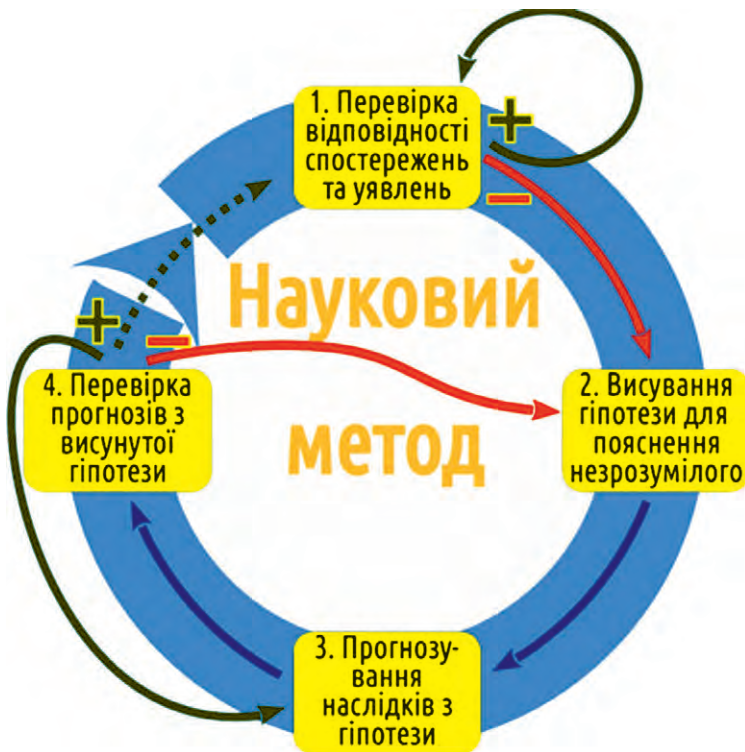 1. Перевірка
відповідності
спостережень
та уявлень
+
−
Науковий
метод
2. Висування
гіпотези для
пояснення
незрозумілого
3. Прогнозу-
вання
наслідків з
гіпотези
+
−
4. Перевірка
прогнозів з
висунутої
гіпотези